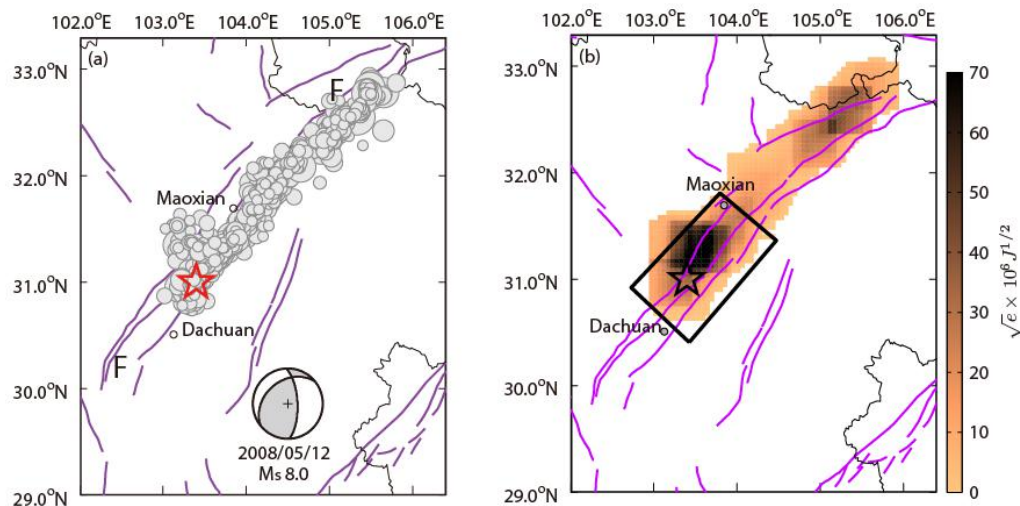 102.0°E 103.0°E 104.0°E 105.0°E 106.0°E
(a)
33.0°N
F
32.0°N
Maoxian
31.0°N
Dachuan
F
30.0°N
2008/05/12
Ms 8.0
29.0°N
102.0°E 103.0°E 104.0°E 105.0°E 106.0°E
(b)
33.0°N
32.0°N
Maoxian
31.0°N
Dachuan
30.0°N
29.0°N
70
60
50
40
30
20
10
0
√e × 10⁶ J¹/²